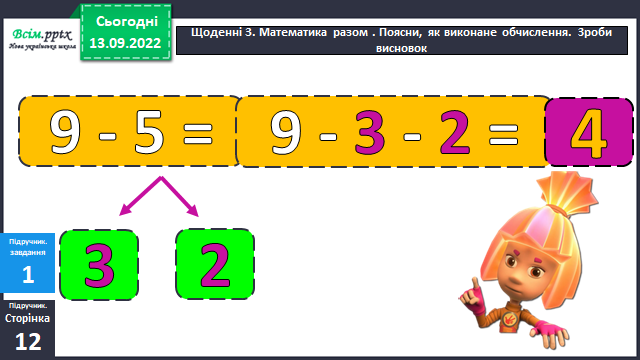 Всім.pptx
Нова українська школа
Сьогодні
13.09.2022
Щоденні 3. Математика разом . Поясни, як виконане обчислення. Зроби
висновок
9 - 5 = 9 - 3 - 2 = 4
3 2
Підручник.
завдання
1
Підручник.
Сторінка
12